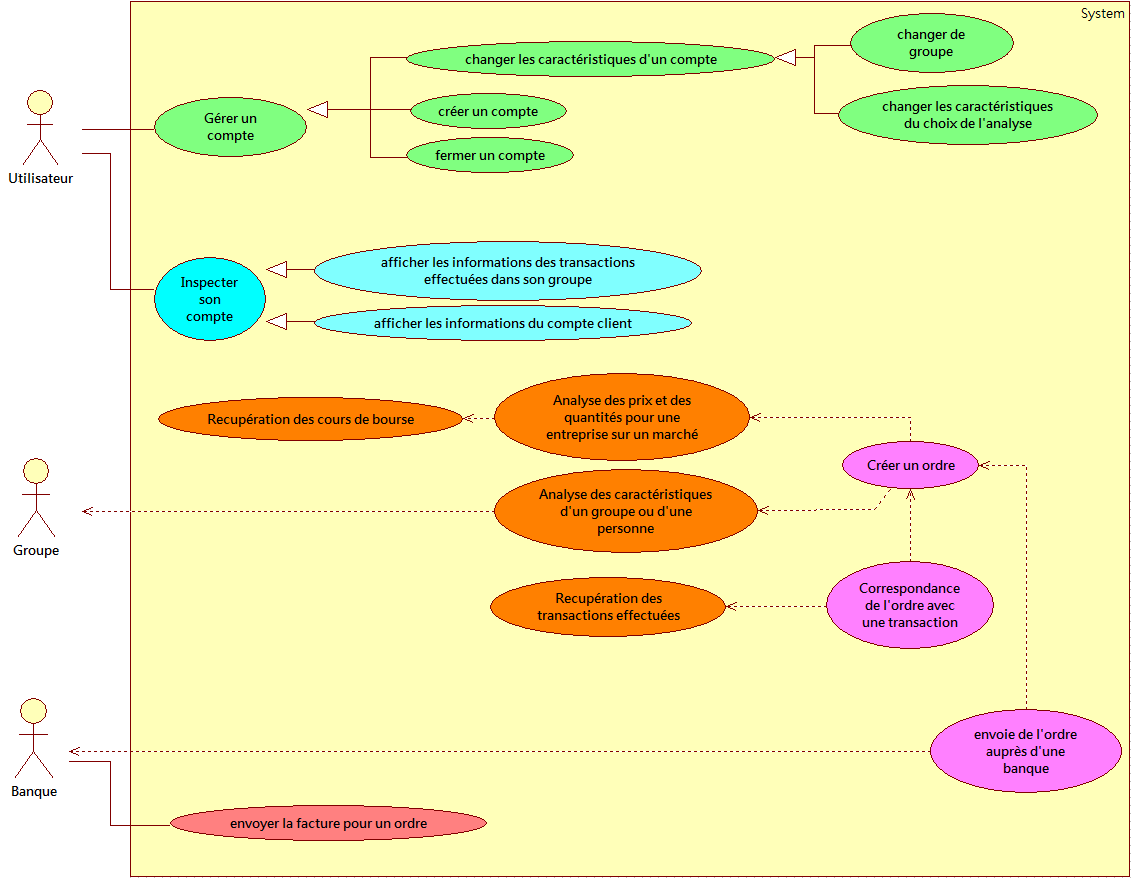 System
changer de
groupe
changer les caractéristiques d'un compte
changer les caractéristiques
du choix de l'analyse
Gérer un
compte
créer un compte
fermer un compte
Utilisateur
afficher les informations des transactions
effectuées dans son groupe
Inspecter
son
compte
afficher les informations du compte client
Analyse des prix et des
quantités pour une
entreprise sur un marché
Recupération des cours de bourse
Créer un ordre
Analyse des caractéristiques
d'un groupe ou d'une
personne
Groupe
Recupération des
transactions effectuées
Correspondance
de l'ordre avec
une transaction
envoie de l'ordre
auprès d'une
banque
Banque
envoyer la facture pour un ordre